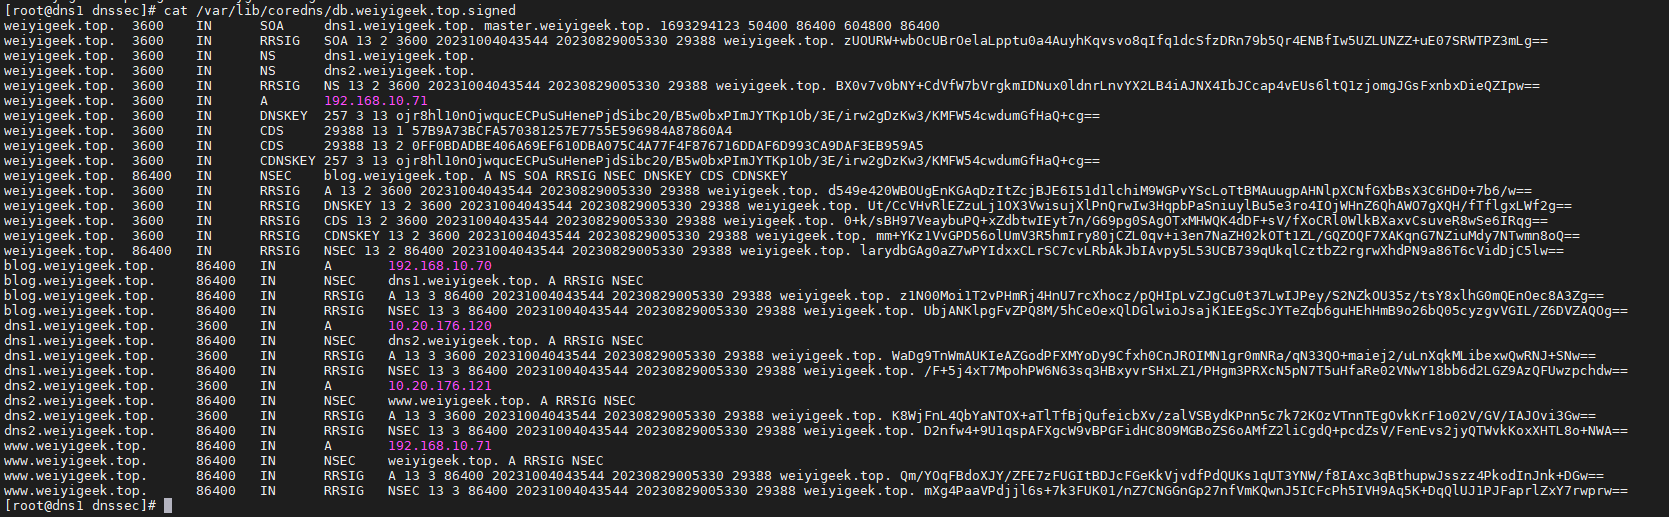 [root@dns1 dnssec]# cat /var/lib/coredns/db.weiyigeek.top.signed
weiyigeek.top. 3600 IN SOA dns1.weiyigeek.top. master.weiyigeek.top. 1693294123 50400 86400 604800 86400
weiyigeek.top. 3600 IN RRSIG SOA 13 2 3600 20231004043544 20230829005330 29388 weiyigeek.top. zUOURW+wbOcUBrOelaLpptu0a4AuyhKqvsvo8qIfq1dcSfzDRn79b5Qr4ENBfIw5UZLUNZZ+uE07SRWTPZ3mLg==
weiyigeek.top. 3600 IN NS dns1.weiyigeek.top.
weiyigeek.top. 3600 IN NS dns2.weiyigeek.top.
weiyigeek.top. 3600 IN RRSIG NS 13 2 3600 20231004043544 20230829005330 29388 weiyigeek.top. BX0v7v0bNY+CdVfW7bVrgkmIDNux0ldnrLnvYX2LB4iAJNX4IbJCcap4vEUs6ltQ1zjomgJGsFxnbxDieQZIpw==
weiyigeek.top. 3600 IN A 192.168.10.71
weiyigeek.top. 3600 IN DNSKEY 257 3 13 ojr8hl10nOjwqucECPuSuHenePjdSibc20/B5w0bxPImJYTKp1Ob/3E/irw2gDzKw3/KMFW54cwdumGfHaQ+cg==
weiyigeek.top. 3600 IN CDS 29388 13 1 57B9A73BCFA570381257E7755E596984A87860A4
weiyigeek.top. 3600 IN CDS 29388 13 2 0FF0BDADBE406A69EF610DBA075C4A77F4F876716DDAF6D993CA9DAF3EB959A5
weiyigeek.top. 3600 IN CDNSKEY 257 3 13 ojr8hl10nOjwqucECPuSuHenePjdSibc20/B5w0bxPImJYTKp1Ob/3E/irw2gDzKw3/KMFW54cwdumGfHaQ+cg==
weiyigeek.top. 86400 IN NSEC blog.weiyigeek.top. A NS SOA RRSIG NSEC DNSKEY CDS CDNSKEY
weiyigeek.top. 3600 IN RRSIG A 13 2 3600 20231004043544 20230829005330 29388 weiyigeek.top. d549e420WBOUgEnKGAqDzItZcjBJE6I51d1lchiM9WGPvYScLoTtBMAuugpAHNlpXCNfGXbBsX3C6HD0+7b6/w==
weiyigeek.top. 3600 IN RRSIG DNSKEY 13 2 3600 20231004043544 20230829005330 29388 weiyigeek.top. Ut/CcVHvRlEZzuLj1OX3VwisujXlPnQrwIw3HqpbPaSniuylBu5e3ro4IOjWHnZ6QhAWO7gXQH/fTflgxLWf2g==
weiyigeek.top. 3600 IN RRSIG CDS 13 2 3600 20231004043544 20230829005330 29388 weiyigeek.top. 0+k/sBH97VeaybuPQ+xZdbtwIEyt7n/G69pg0SAgOTxMHWQK4dDF+sV/fXoCRl0WlkBXaxvCsuveR8wSe6IRqg==
weiyigeek.top. 3600 IN RRSIG CDNSKEY 13 2 3600 20231004043544 20230829005330 29388 weiyigeek.top. mm+YKz1VvGPD56olUmV3R5hmIry80jCZL0qv+i3en7NaZH02kOTt1ZL/GQZOQF7XAKqnG7NZiuMdy7NTwmn8oQ==
weiyigeek.top. 86400 IN RRSIG NSEC 13 2 86400 20231004043544 20230829005330 29388 weiyigeek.top. larydbGAg0aZ7wPYIdxxCLrSC7cvLRbAkJbIAvpy5L53UCB739qUkqlCztbZ2rgrwXhdPN9a86T6cVidDjC5lw==
blog.weiyigeek.top. 86400 IN A 192.168.10.70
blog.weiyigeek.top. 86400 IN NSEC dns1.weiyigeek.top. A RRSIG NSEC
blog.weiyigeek.top. 86400 IN RRSIG A 13 3 86400 20231004043544 20230829005330 29388 weiyigeek.top. z1N00Moi1T2vPHmRj4HnU7rcXhocz/pQHIpLvZJgCu0t37LwIJPey/S2NZkOU35z/tsY8xlhG0mQEnOec8A3Zg==
blog.weiyigeek.top. 86400 IN RRSIG NSEC 13 3 86400 20231004043544 20230829005330 29388 weiyigeek.top. UbjANKlpgFvZPQ8M/5hCeOexQlDGlwioJsajK1EEgScJYTeZqb6guHEhHmB9o26bQ05cyzgvVGIL/Z6DVZAQOg==
dns1.weiyigeek.top. 3600 IN A 10.20.176.120
dns1.weiyigeek.top. 86400 IN NSEC dns2.weiyigeek.top. A RRSIG NSEC
dns1.weiyigeek.top. 3600 IN RRSIG A 13 3 3600 20231004043544 20230829005330 29388 weiyigeek.top. WaDg9TnWmAUKIeAZGodPFXMYoDy9Cfxh0CnJROIMN1gr0mNRa/qN33QO+maiej2/uLnXqkMLibexwQwRNJ+SNw==
dns1.weiyigeek.top. 86400 IN RRSIG NSEC 13 3 86400 20231004043544 20230829005330 29388 weiyigeek.top. /F+5j4xT7MpohPW6N63sq3HBxyvrSHxLZ1/PHgm3PRXcN5pN7T5uHfaRe02VNwY18bb6d2LGZ9AzQFUwzpchdw==
dns2.weiyigeek.top. 3600 IN A 10.20.176.121
dns2.weiyigeek.top. 86400 IN NSEC www.weiyigeek.top. A RRSIG NSEC
dns2.weiyigeek.top. 3600 IN RRSIG A 13 3 3600 20231004043544 20230829005330 29388 weiyigeek.top. K8WjFnL4QbYaNTOX+aTlTfBjQufeicbXv/zalVSBydKPnn5c7k72KOzVTnnTEgOvkKrF1o02V/GV/IAJOvi3Gw==
dns2.weiyigeek.top. 86400 IN RRSIG NSEC 13 3 86400 20231004043544 20230829005330 29388 weiyigeek.top. D2nfw4+9U1qspAFXgcW9vBPGFidHC8O9MGBoZS6oAMfZ2liCgdQ+pcdZsV/FenEvs2jyQTWvkKoxXHTL8o+NWA==
www.weiyigeek.top. 86400 IN A 192.168.10.71
www.weiyigeek.top. 86400 IN NSEC weiyigeek.top. A RRSIG NSEC
www.weiyigeek.top. 86400 IN RRSIG A 13 3 86400 20231004043544 20230829005330 29388 weiyigeek.top. Qm/YOqFBdoXJY/ZFE7zFUGItBDJcFGeKkVjvdfPdQUKs1qUT3YNW/f8IAxc3qBthupwJsszz4PkodInJnk+DGw==
www.weiyigeek.top. 86400 IN RRSIG NSEC 13 3 86400 20231004043544 20230829005330 29388 weiyigeek.top. mXg4PaaVPdjjl6s+7k3FUK01/nZ7CNGGnGp27nfVmKQwnJ5ICFcPh5IVH9Aq5K+DqQlUJ1PJFaprlZxY7rwprw==
[root@dns1 dnssec]#